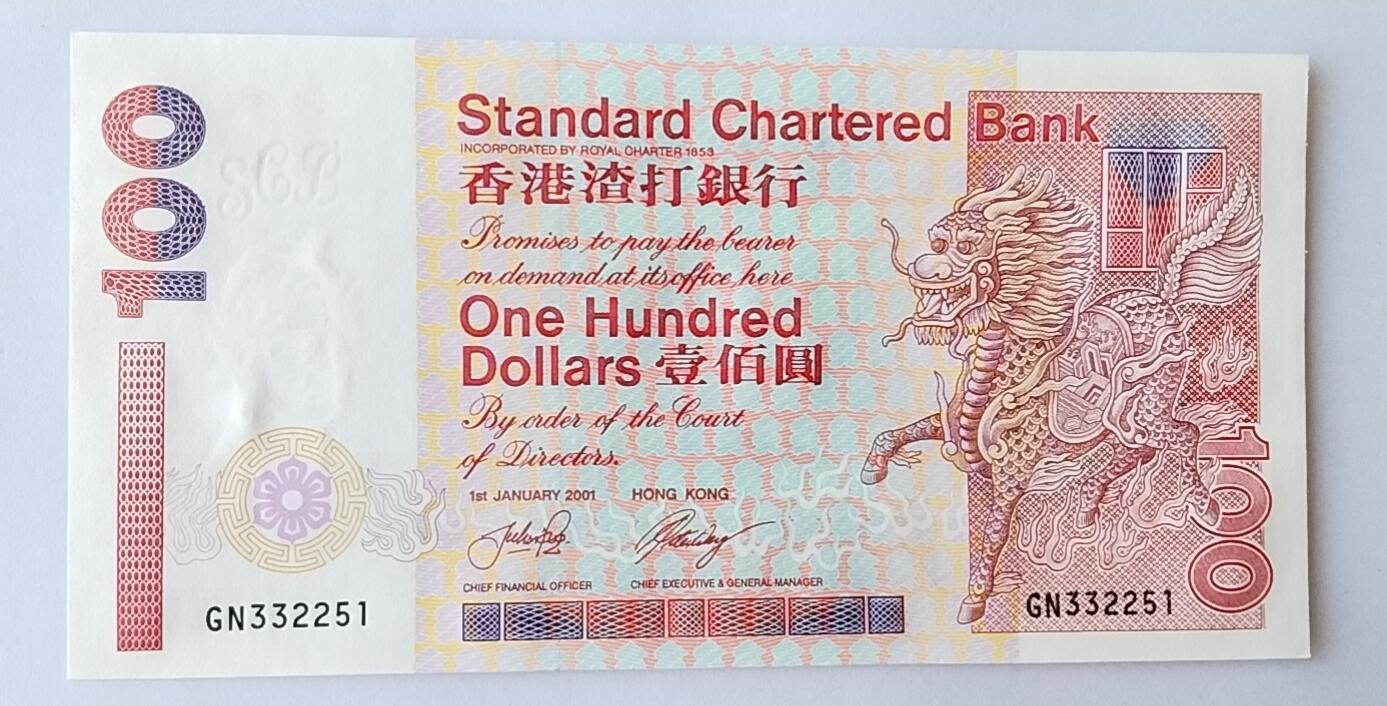 100
SCB
Standard Chartered Bank
INCORPORATED BY ROYAL CHARTER 1853
香港渣打銀行
Promises to pay the bearer
on demand at its office here
One Hundred
Dollars 壹佰圓
By order of the Court
of Directors.
1st JANUARY 2001 HONG KONG
CHIEF FINANCIAL OFFICER CHIEF EXECUTIVE & GENERAL MANAGER
GN332251
GN332251
100